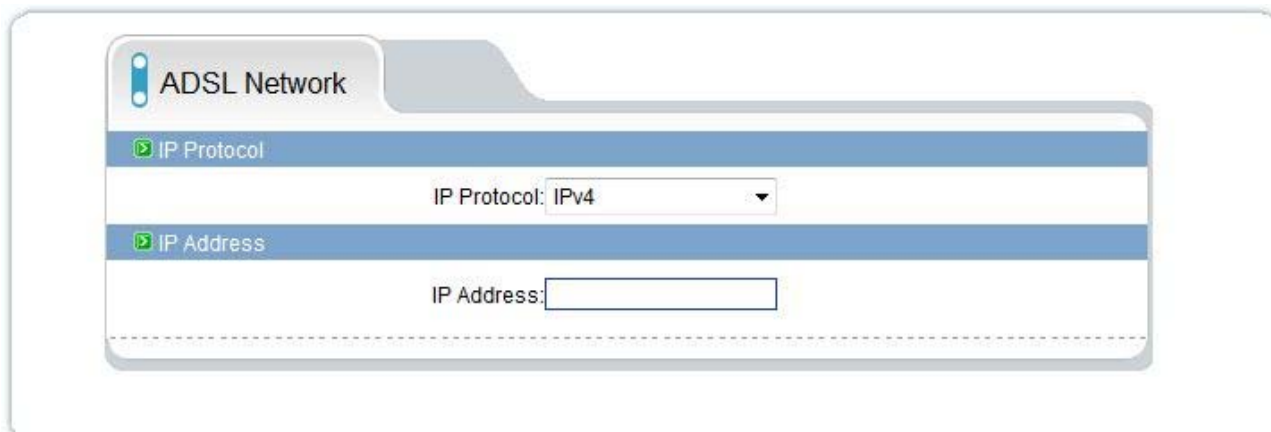 ADSL Network
IP Protocol
IP Protocol: IPv4
IP Address
IP Address: